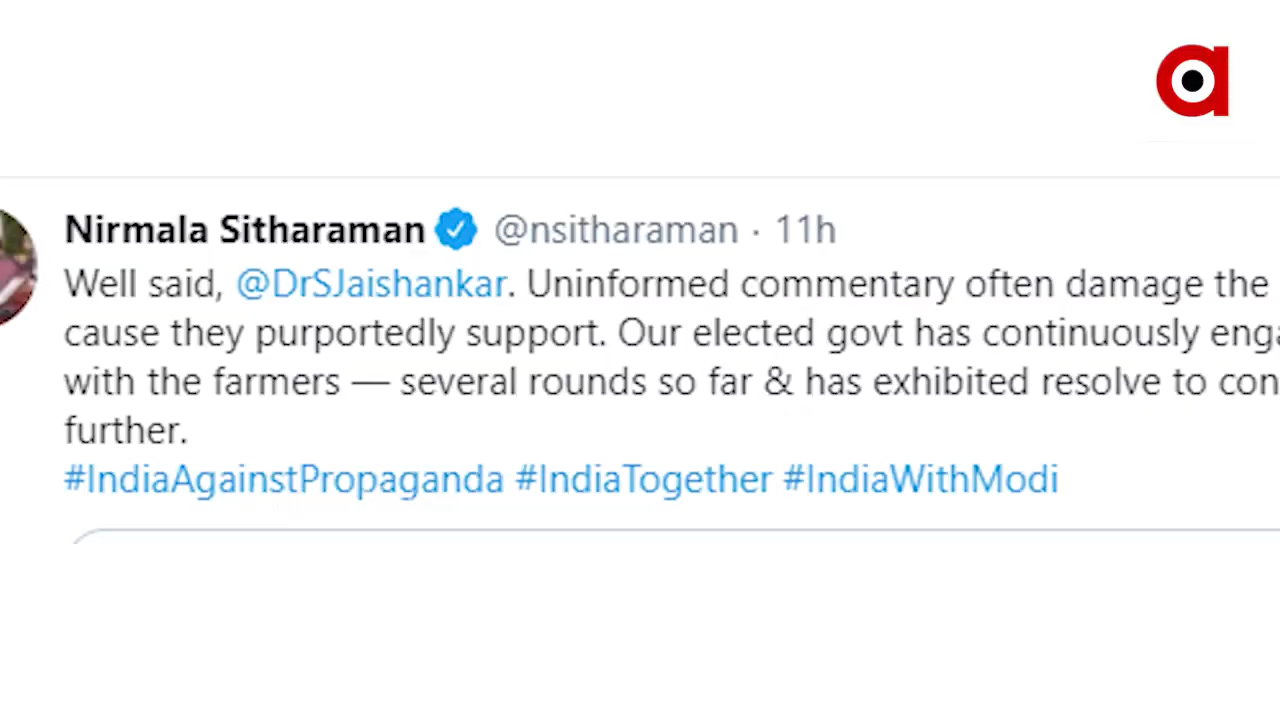 a
Nirmala Sitharaman @nsitharaman · 11h
Well said, @DrSJaishankar. Uninformed commentary often damage the
cause they purportedly support. Our elected govt has continuously enga
with the farmers — several rounds so far & has exhibited resolve to con
further.
#IndiaAgainstPropaganda #IndiaTogether #IndiaWithModi